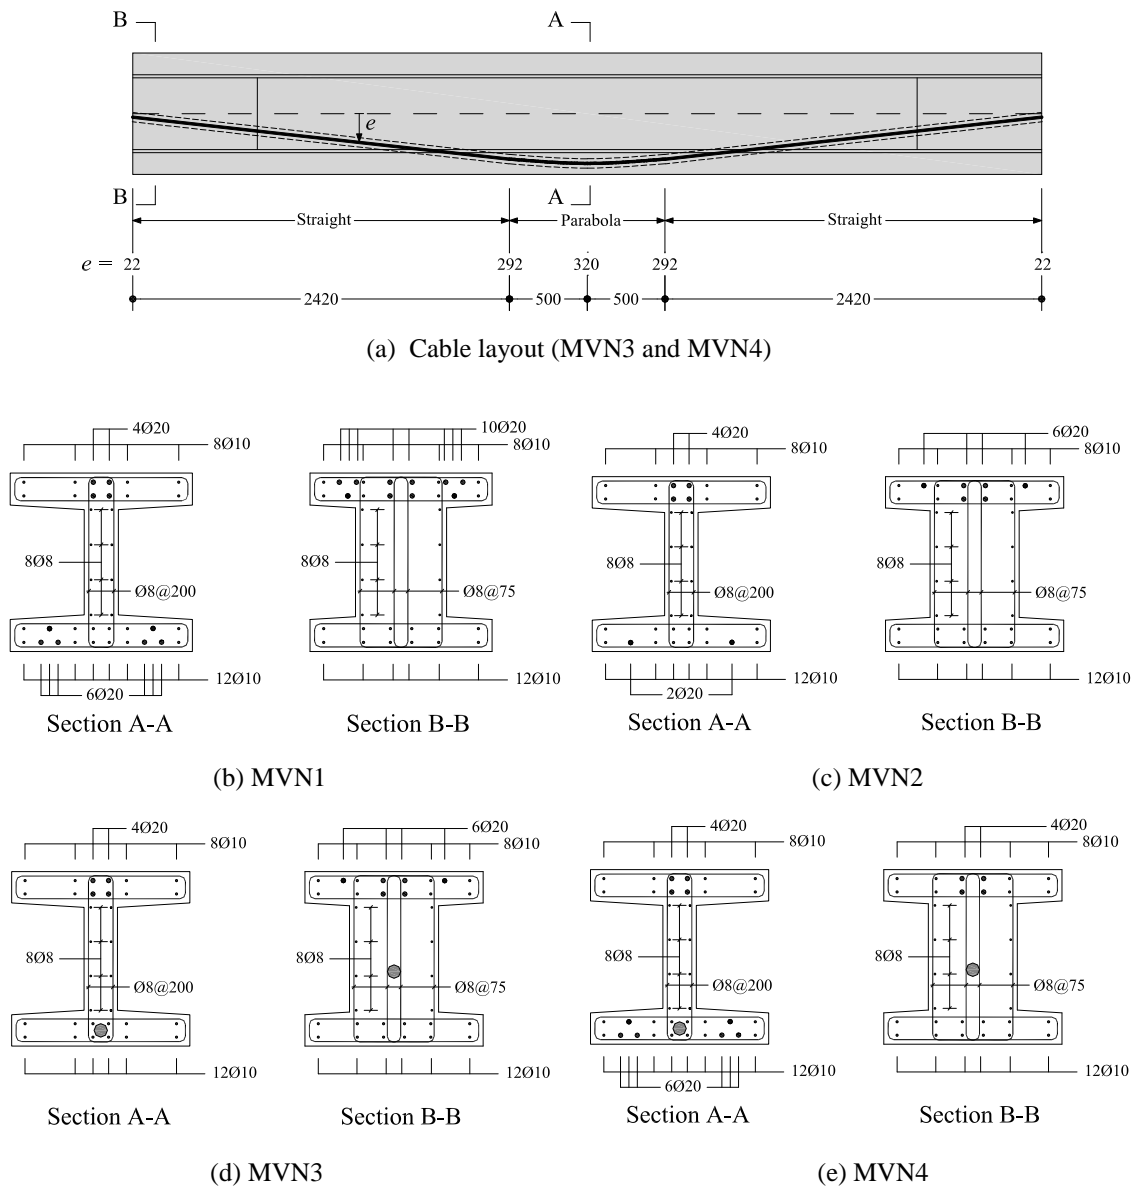 B
A
e
B
A
Straight
Parabola
Straight
e = 22
292
320
292
22
2420
500
500
2420
(a) Cable layout (MVN3 and MVN4)
4Ø20
8Ø10
10Ø20
8Ø10
8Ø8
Ø8@200
8Ø8
Ø8@75
12Ø10
6Ø20
12Ø10
Section A-A
Section B-B
(b) MVN1
4Ø20
8Ø10
6Ø20
8Ø10
8Ø8
Ø8@200
8Ø8
Ø8@75
12Ø10
2Ø20
12Ø10
Section A-A
Section B-B
(c) MVN2
4Ø20
8Ø10
6Ø20
8Ø10
8Ø8
Ø8@200
8Ø8
Ø8@75
12Ø10
12Ø10
Section A-A
Section B-B
(d) MVN3
4Ø20
8Ø10
4Ø20
8Ø10
8Ø8
Ø8@200
8Ø8
Ø8@75
12Ø10
6Ø20
12Ø10
Section A-A
Section B-B
(e) MVN4